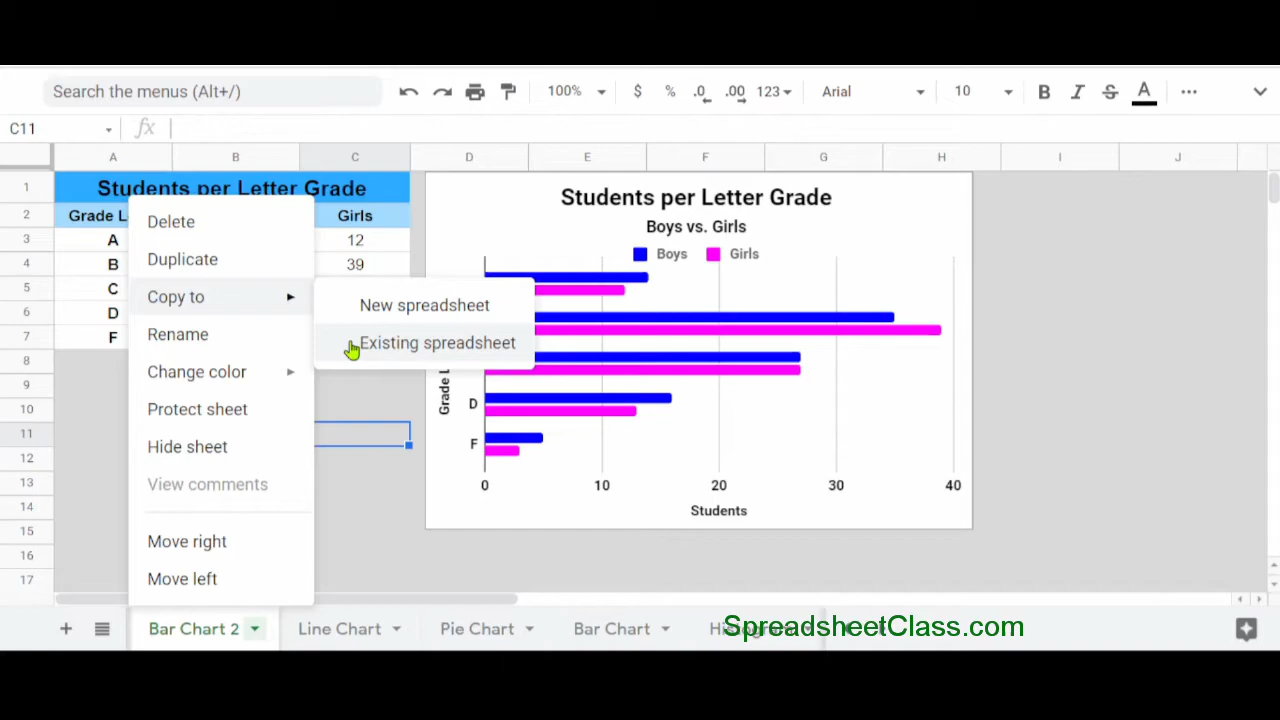 Search the menus (Alt+/)
100%
$
%
.0
.00
123
Arial
10
B
I
S
A
C11
fx
A B C D E F G H I J
1 Students per Letter Grade
2 Grade L Girls
3 A 12
4 B 39
5 C
6 D
7 F
8
9
10
11
12
13
14
15
16
17
Delete
Duplicate
Copy to
Rename
Change color
Protect sheet
Hide sheet
View comments
Move right
Move left
New spreadsheet
Existing spreadsheet
Students per Letter Grade
Boys vs. Girls
Boys Girls
Grade L
D
F
0 10 20 30 40
Students
Bar Chart 2
Line Chart
Pie Chart
Bar Chart
SpreadsheetClass.com